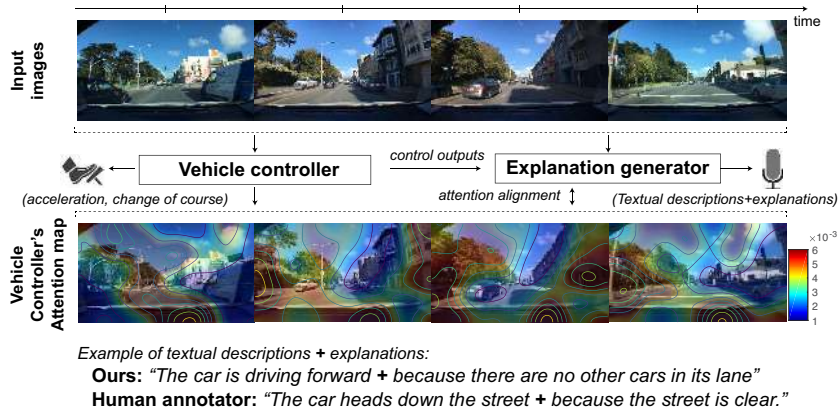 time
Input
images
Vehicle controller
control outputs
Explanation generator
(acceleration, change of course)
attention alignment
(Textual descriptions+explanations)
Vehicle
Controller's
Attention map
×10⁻³
6
5
4
3
2
1
Example of textual descriptions + explanations:
Ours: “The car is driving forward + because there are no other cars in its lane”
Human annotator: “The car heads down the street + because the street is clear.”